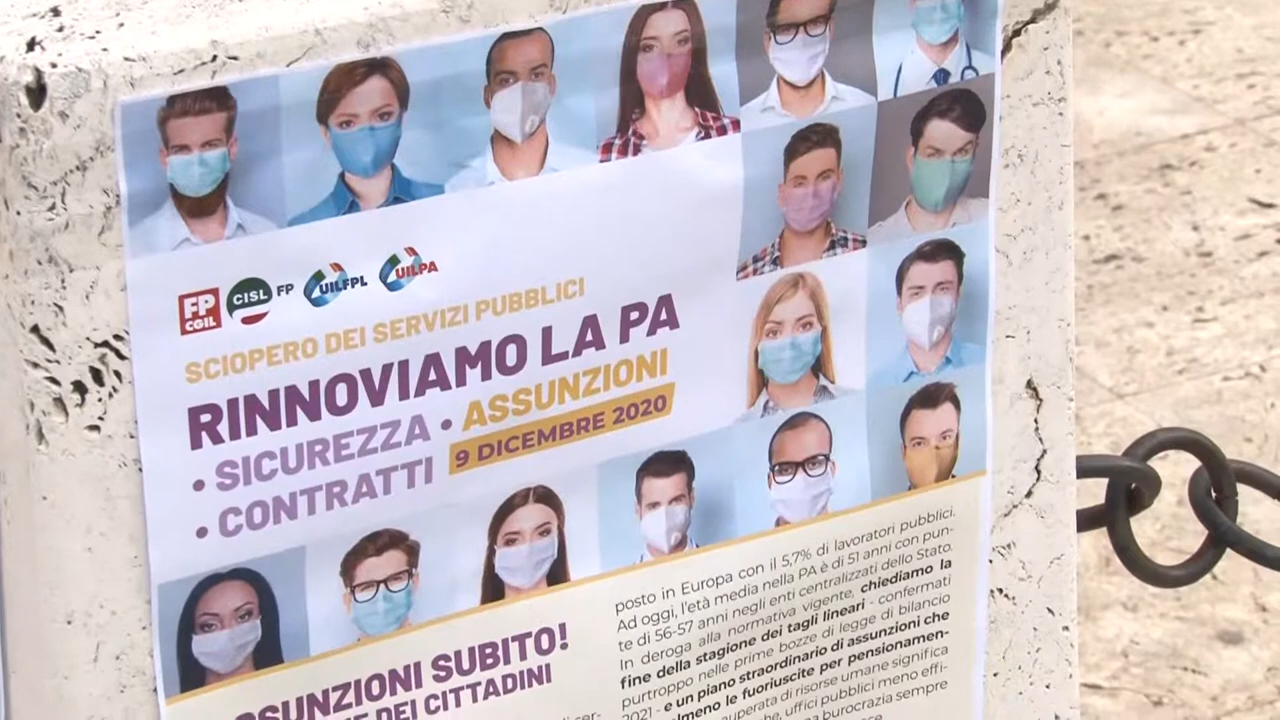 FP CGIL
CISL FP
UILFPL
UILPA
SCIOPERO DEI SERVIZI PUBBLICI
RINNOVIAMO LA PA
• SICUREZZA • ASSUNZIONI
• CONTRATTI 9 DICEMBRE 2020
SUNZIONI SUBITO!
DEI CITTADINI
posto in Europa con il 5,7% di lavoratori pubblici.
Ad oggi, l'età media nella PA è di 51 anni con pun-
te di 56-57 anni negli enti centralizzati dello Stato.
In deroga alla normativa vigente, chiediamo la
fine della stagione dei tagli lineari - confermati
purtroppo nelle prime bozze di legge di bilancio
2021 - e un piano straordinario di assunzioni che
almeno le fuoriuscite per pensionamen-
uperata di risorse umane significa
he, uffici pubblici meno effi-
a burocrazia sempre